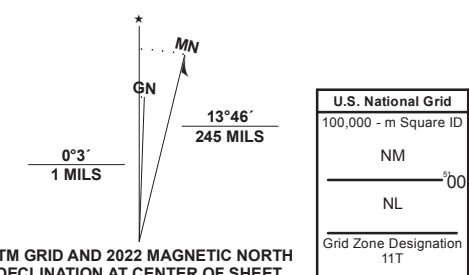 ★
MN
GN
13°46´
245 MILS
0°3´
1 MILS
TM GRID AND 2022 MAGNETIC NORTH
DECLINATION AT CENTER OF SHEET
U.S. National Grid
100,000 - m Square ID
NM
5100
NL
Grid Zone Designation
11T